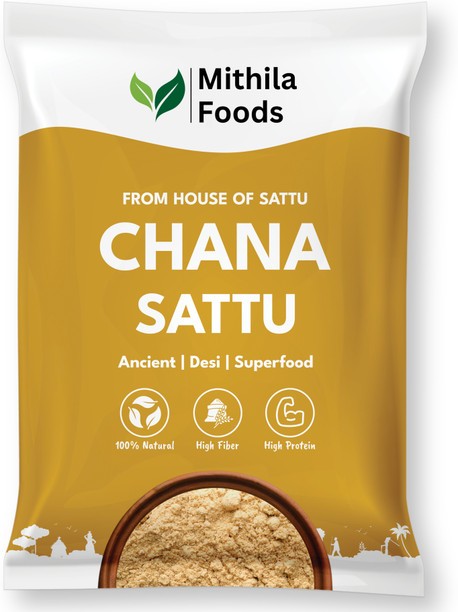 Mithila
Foods
FROM HOUSE OF SATTU
CHANA
SATTU
Ancient | Desi | Superfood
100% Natural
High Fiber
High Protein